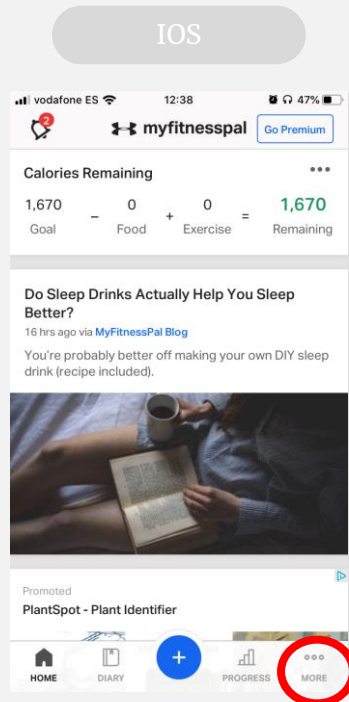 IOS
vodafone ES 12:38 47%
2
myfitnesspal Go Premium
Calories Remaining
1,670 – 0 + 0 = 1,670
Goal Food Exercise Remaining
Do Sleep Drinks Actually Help You Sleep
Better?
16 hrs ago via MyFitnessPal Blog
You're probably better off making your own DIY sleep
drink (recipe included).
Promoted
PlantSpot - Plant Identifier
+
HOME DIARY PROGRESS MORE